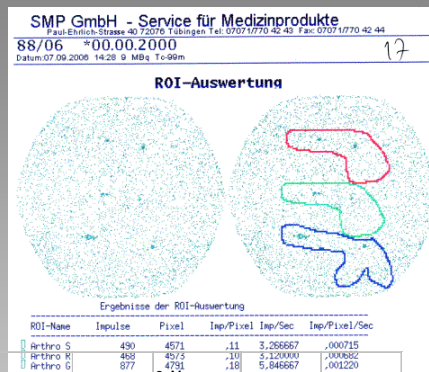 SMP GmbH - Service für Medizinprodukte
Paul-Ehrlich-Strasse 40 72076 Tübingen Tel: 07071/770 42 43 Fax: 07071/770 42 44
88/06 *00.00.2000
17
Datum:07.09.2006 14:28 9 MBq Tc-99m
ROI-Auswertung
Ergebnisse der ROI-Auswertung
ROI-Name Impulse Pixel Imp/Pixel Imp/Sec Imp/Pixel/Sec
Arthro S 490 4571 ,11 3,266667 ,000715
Arthro R 468 4573 ,10 3,120000 ,000682
Arthro G 877 4791 ,18 5,846667 ,001220